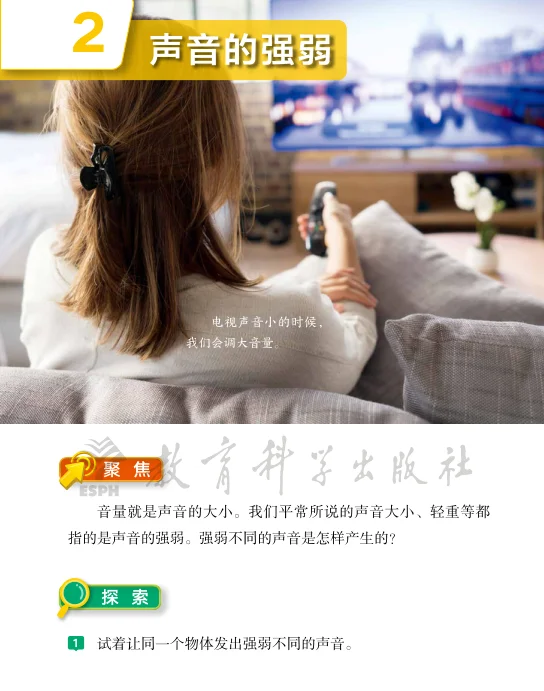 2
声音的强弱
电视声音小的时候，
我们会调大音量。
聚焦
ESPH
教育科学出版社
音量就是声音的大小。我们平常所说的声音大小、轻重等都
指的是声音的强弱。强弱不同的声音是怎样产生的?
探索
1 试着让同一个物体发出强弱不同的声音。